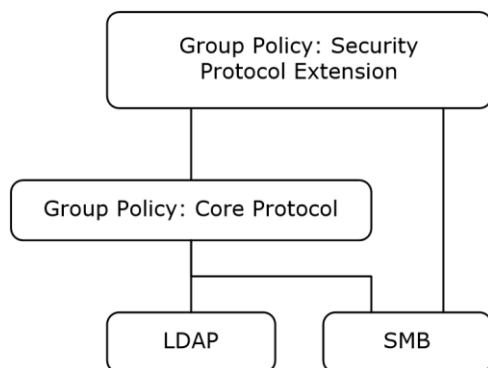 Group Policy: Security
Protocol Extension
Group Policy: Core Protocol
LDAP
SMB